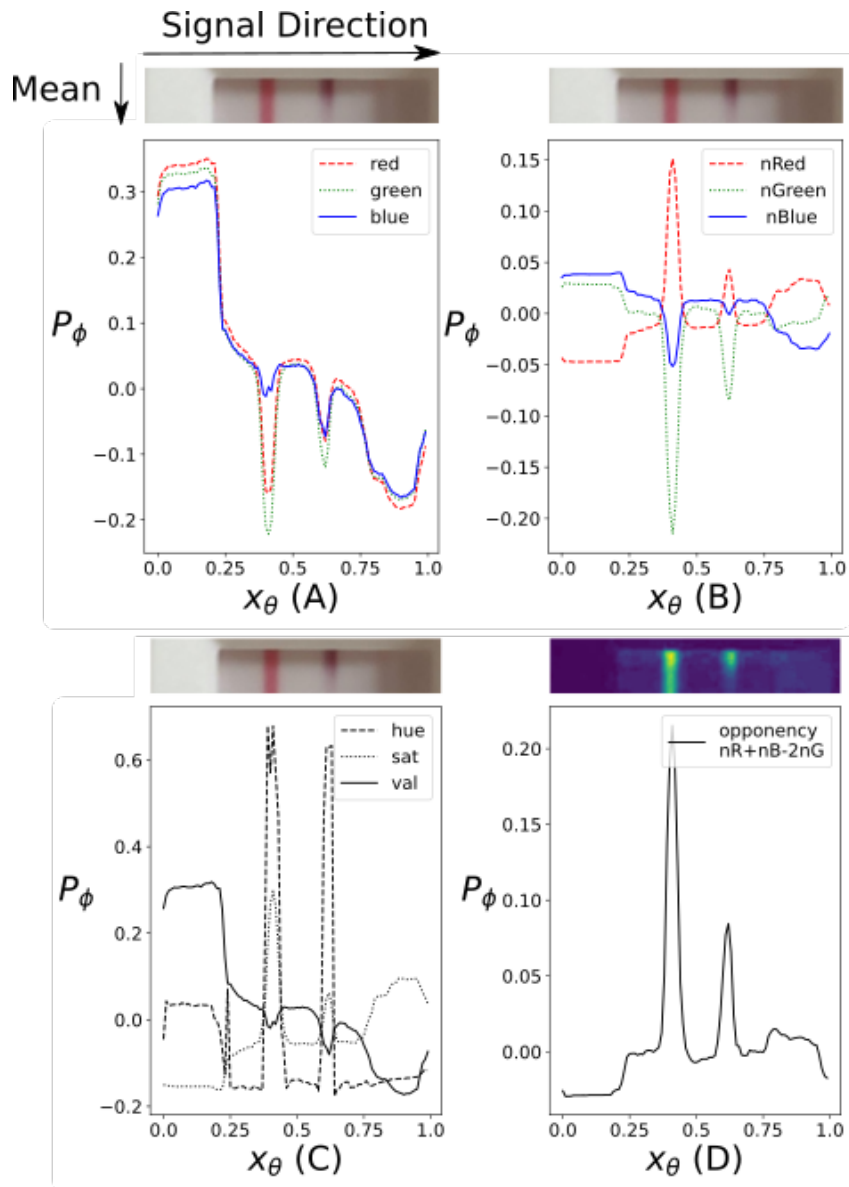 Signal Direction
Mean
red
green
blue
0.3
0.2
0.1
0.0
−0.1
−0.2
Pϕ
0.0 0.25 0.5 0.75 1.0
xθ (A)
nRed
nGreen
nBlue
0.15
0.10
0.05
0.00
−0.05
−0.10
−0.15
−0.20
Pϕ
0.0 0.25 0.5 0.75 1.0
xθ (B)
hue
sat
val
0.6
0.4
0.2
0.0
−0.2
Pϕ
0.0 0.25 0.5 0.75 1.0
xθ (C)
opponency
nR+nB-2nG
0.20
0.15
0.10
0.05
0.00
Pϕ
0.0 0.25 0.5 0.75 1.0
xθ (D)